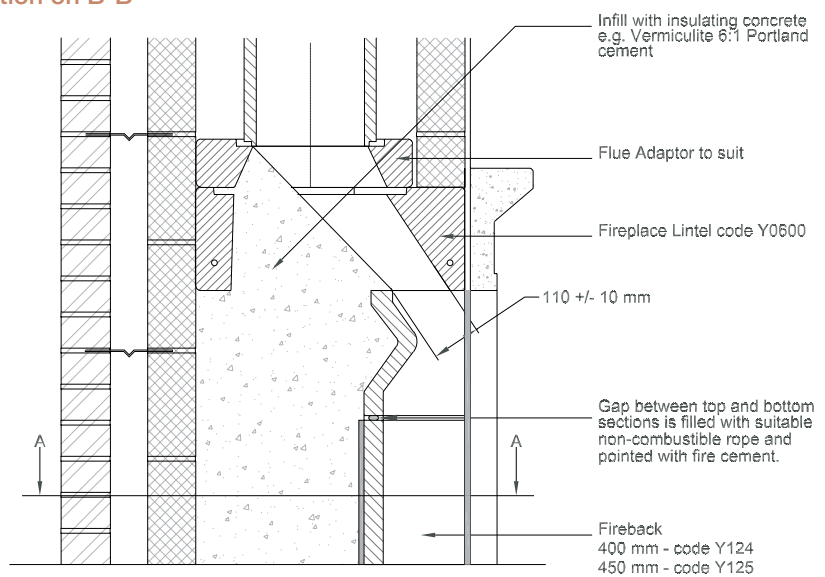 Infill with insulating concrete
e.g. Vermiculite 6:1 Portland
cement
Flue Adaptor to suit
Fireplace Lintel code Y0600
110 +/- 10 mm
Gap between top and bottom
sections is filled with suitable
non-combustible rope and
pointed with fire cement.
A
A
Fireback
400 mm - code Y124
450 mm - code Y125